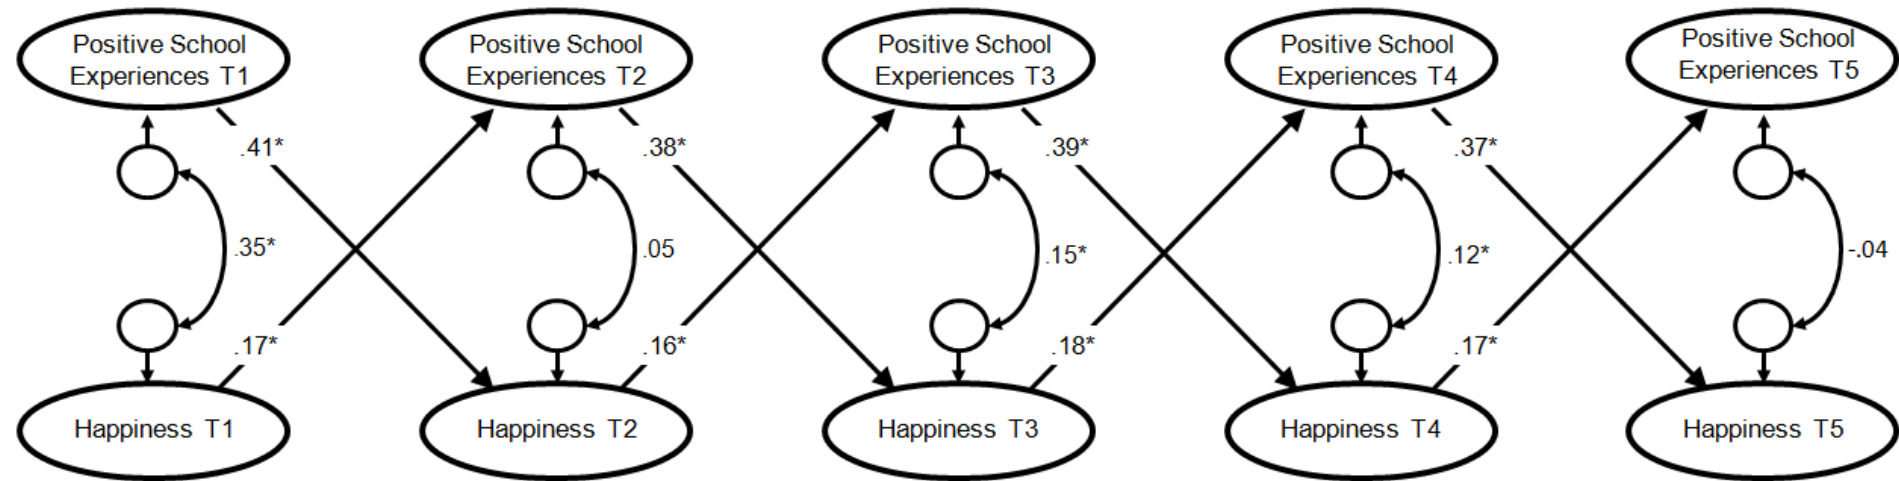 Positive School
Experiences T1
Positive School
Experiences T2
Positive School
Experiences T3
Positive School
Experiences T4
Positive School
Experiences T5
.41*
.38*
.39*
.37*
.35*
.05
.15*
.12*
-.04
.17*
.16*
.18*
.17*
Happiness T1
Happiness T2
Happiness T3
Happiness T4
Happiness T5